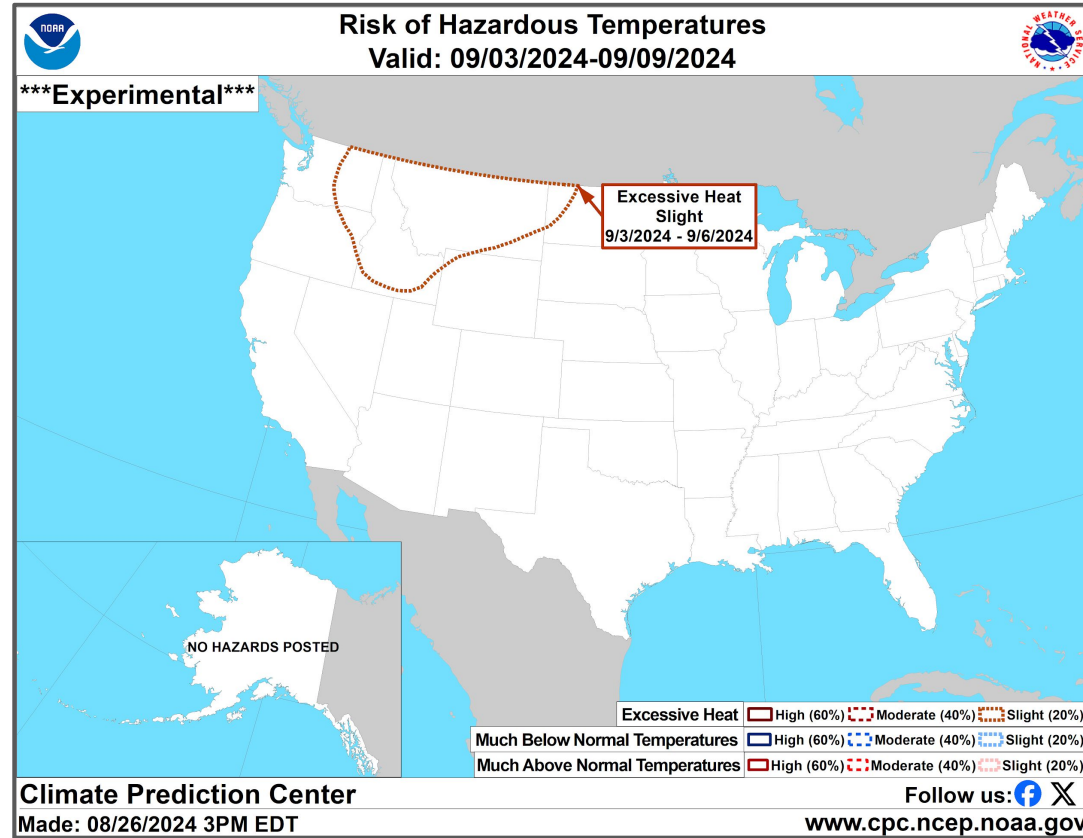 NOAA
Risk of Hazardous Temperatures
Valid: 09/03/2024-09/09/2024
NATIONAL WEATHER SERVICE
***Experimental***
Excessive Heat
Slight
9/3/2024 - 9/6/2024
NO HAZARDS POSTED
Excessive Heat High (60%) Moderate (40%) Slight (20%)
Much Below Normal Temperatures High (60%) Moderate (40%) Slight (20%)
Much Above Normal Temperatures High (60%) Moderate (40%) Slight (20%)
Climate Prediction Center
Follow us:
Made: 08/26/2024 3PM EDT
www.cpc.ncep.noaa.gov